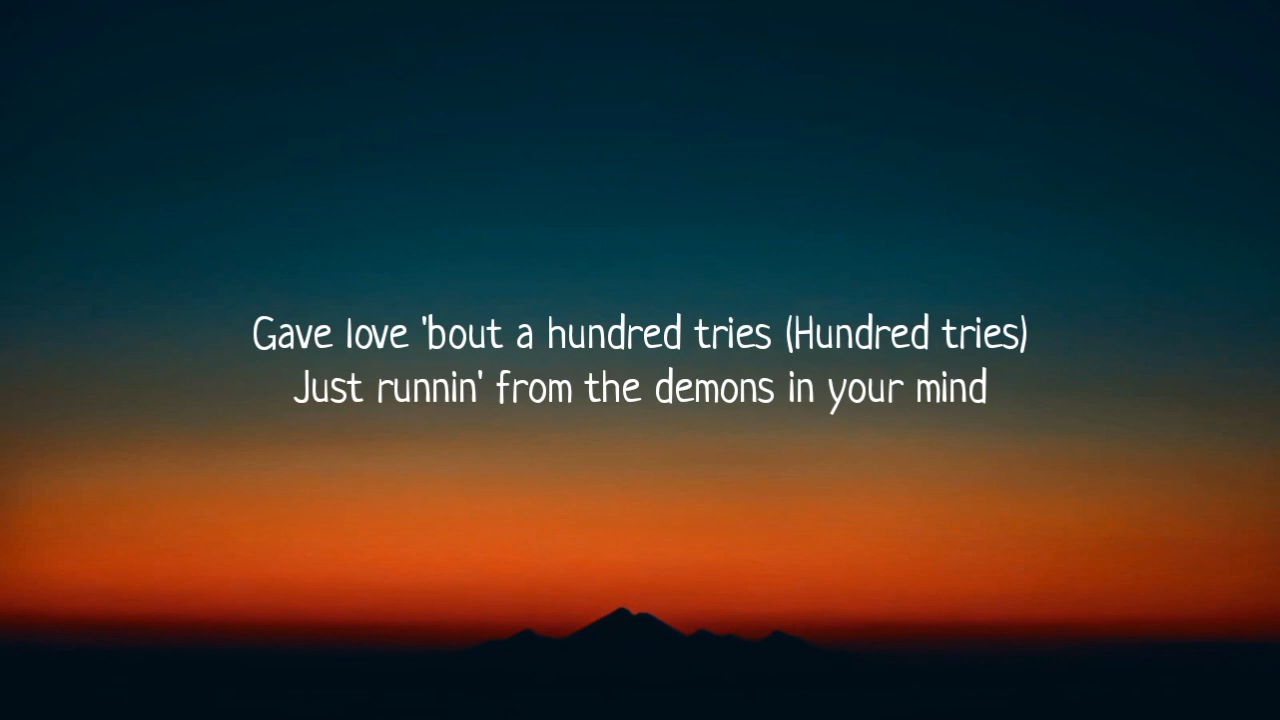 Gave love 'bout a hundred tries (Hundred tries)
Just runnin' from the demons in your mind